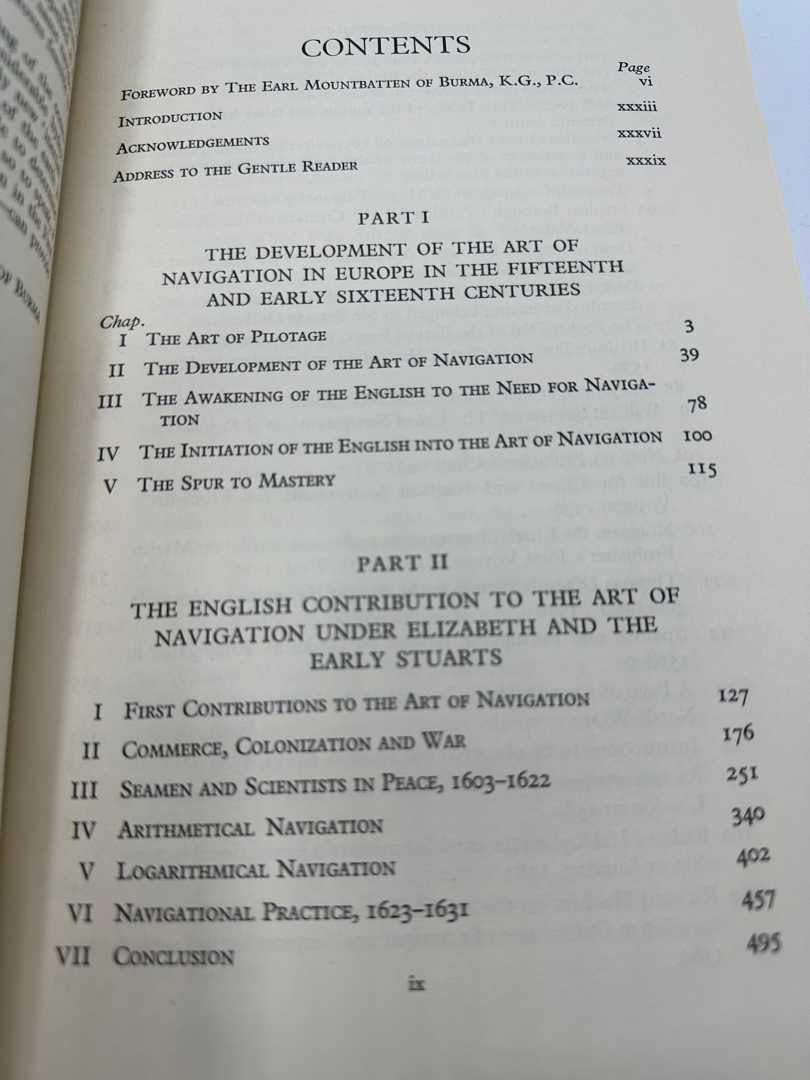 CONTENTS
Page
FOREWORD BY THE EARL MOUNTBATTEN OF BURMA, K.G., P.C. vi
INTRODUCTION xxxiii
ACKNOWLEDGEMENTS xxxvii
ADDRESS TO THE GENTLE READER xxxix
PART I
THE DEVELOPMENT OF THE ART OF
NAVIGATION IN EUROPE IN THE FIFTEENTH
AND EARLY SIXTEENTH CENTURIES
Chap.
I THE ART OF PILOTAGE 3
II THE DEVELOPMENT OF THE ART OF NAVIGATION 39
III THE AWAKENING OF THE ENGLISH TO THE NEED FOR NAVIGA-
TION 78
IV THE INITIATION OF THE ENGLISH INTO THE ART OF NAVIGATION 100
V THE SPUR TO MASTERY 115
PART II
THE ENGLISH CONTRIBUTION TO THE ART OF
NAVIGATION UNDER ELIZABETH AND THE
EARLY STUARTS
I FIRST CONTRIBUTIONS TO THE ART OF NAVIGATION 127
II COMMERCE, COLONIZATION AND WAR 176
III SEAMEN AND SCIENTISTS IN PEACE, 1603–1622 251
IV ARITHMETICAL NAVIGATION 340
V LOGARITHMICAL NAVIGATION 402
VI NAVIGATIONAL PRACTICE, 1623–1631 457
VII CONCLUSION 495
ix